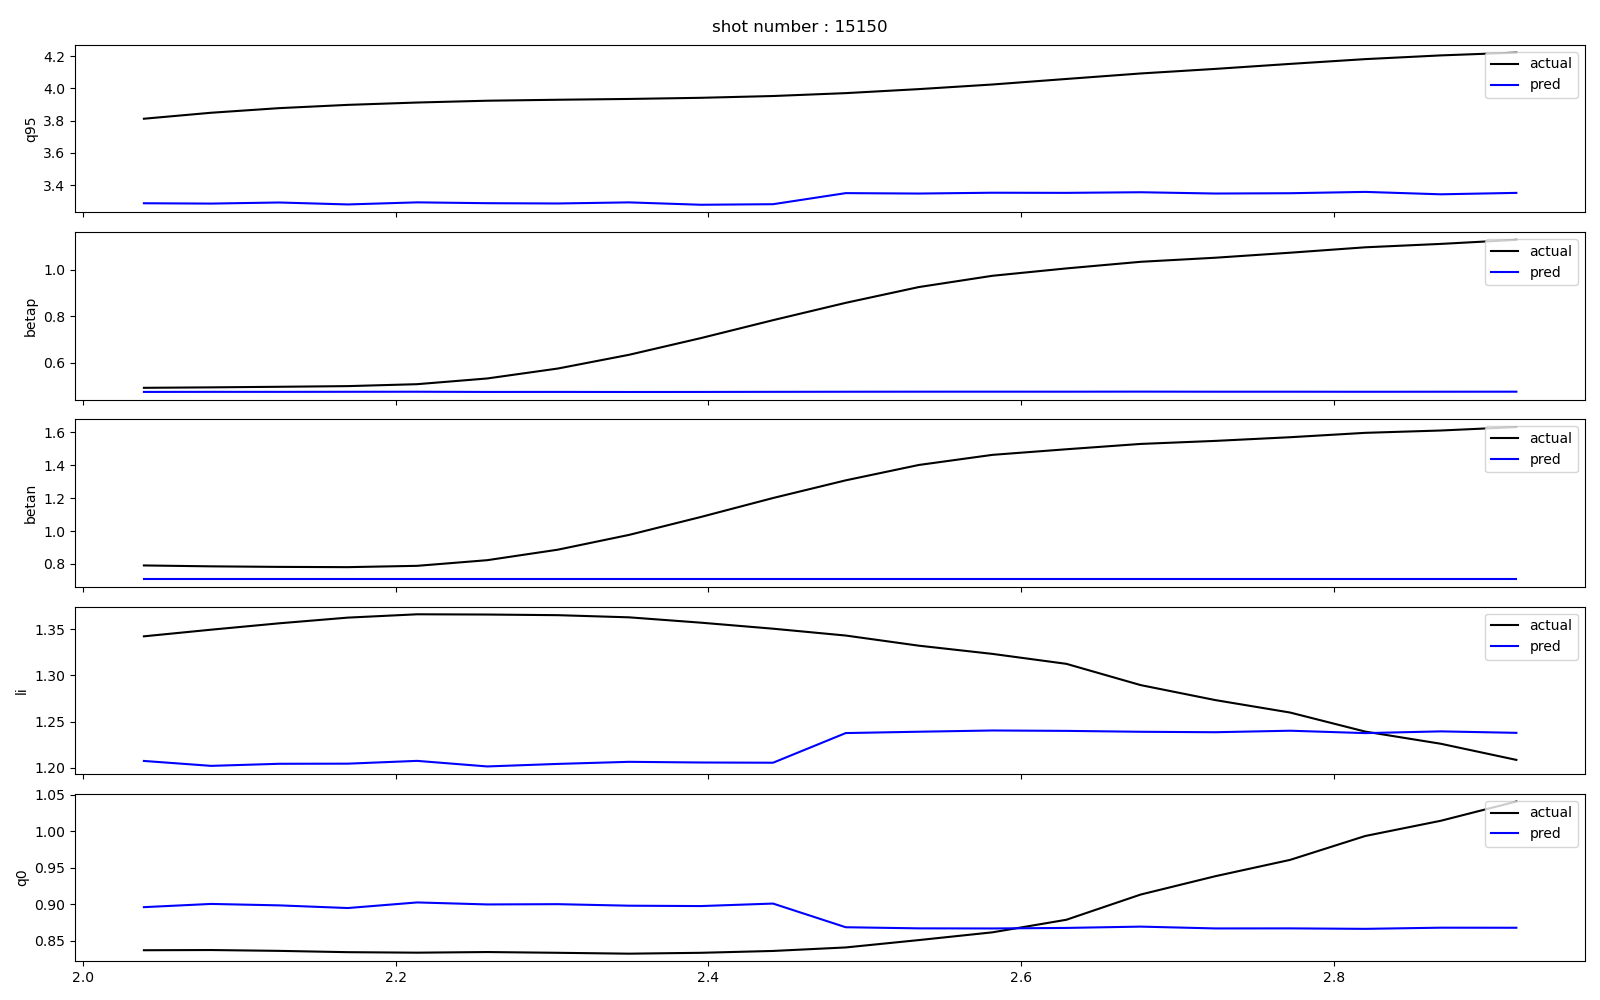 shot number : 15150
4.2
4.0
3.8
3.6
3.4
q95
actual
pred
1.0
0.8
0.6
betap
actual
pred
1.6
1.4
1.2
1.0
0.8
betan
actual
pred
1.35
1.30
1.25
1.20
li
actual
pred
1.05
1.00
0.95
0.90
0.85
q0
actual
pred
2.0 2.2 2.4 2.6 2.8